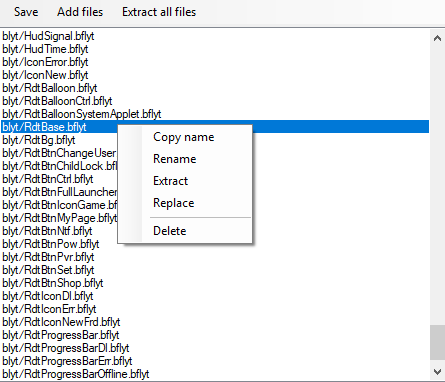 Save Add files Extract all files
blyt/HudSignal.bflyt
blyt/HudTime.bflyt
blyt/IconError.bflyt
blyt/IconNew.bflyt
blyt/RdtBalloon.bflyt
blyt/RdtBalloonCtrl.bflyt
blyt/RdtBalloonSystemApplet.bflyt
blyt/RdtBase.bflyt
blyt/RdtBg.bflyt
blyt/RdtBtnChangeUser
blyt/RdtBtnChildLock.bfl
blyt/RdtBtnCtrl.bflyt
blyt/RdtBtnFullLauncher
blyt/RdtBtnIconGame.bf
blyt/RdtBtnMyPage.bflyt
blyt/RdtBtnNtf.bflyt
blyt/RdtBtnPow.bflyt
blyt/RdtBtnPvr.bflyt
blyt/RdtBtnSet.bflyt
blyt/RdtBtnShop.bflyt
blyt/RdtIconDl.bflyt
blyt/RdtIconErr.bflyt
blyt/RdtIconNewFrd.bflyt
blyt/RdtProgressBar.bflyt
blyt/RdtProgressBarDl.bflyt
blyt/RdtProgressBarErr.bflyt
blyt/RdtProgressBarOffline.bflyt
Copy name
Rename
Extract
Replace
Delete